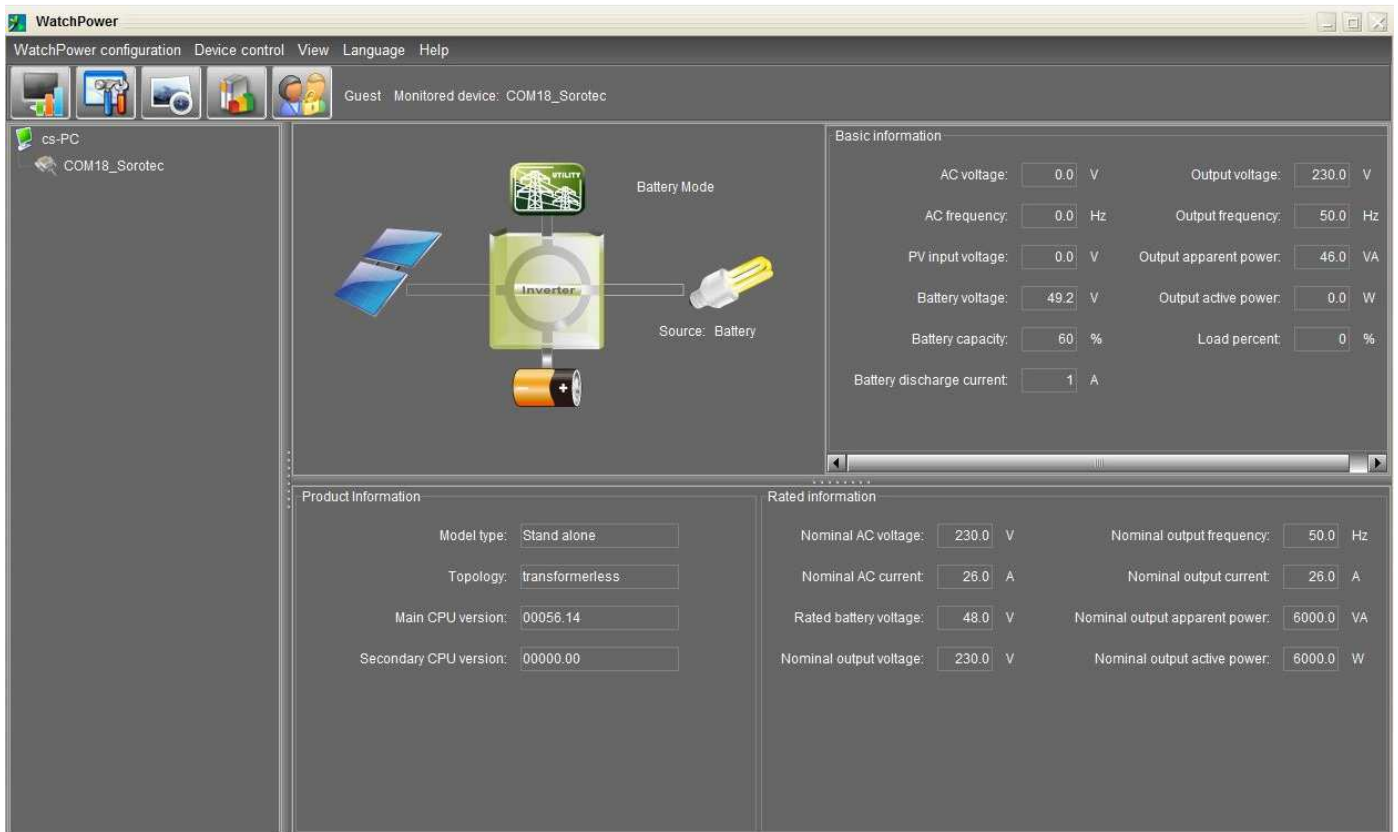 WatchPower
WatchPower configuration Device control View Language Help
Guest Monitored device: COM18_Sorotec
cs-PC
COM18_Sorotec
UTILITY
Battery Mode
Inverter
Source: Battery
Basic information
AC voltage: 0.0 V Output voltage: 230.0 V
AC frequency: 0.0 Hz Output frequency: 50.0 Hz
PV input voltage: 0.0 V Output apparent power: 46.0 VA
Battery voltage: 49.2 V Output active power: 0.0 W
Battery capacity: 60 % Load percent: 0 %
Battery discharge current: 1 A
Product Information
Model type: Stand alone
Topology: transformerless
Main CPU version: 00056.14
Secondary CPU version: 00000.00
Rated information
Nominal AC voltage: 230.0 V Nominal output frequency: 50.0 Hz
Nominal AC current: 26.0 A Nominal output current: 26.0 A
Rated battery voltage: 48.0 V Nominal output apparent power: 6000.0 VA
Nominal output voltage: 230.0 V Nominal output active power: 6000.0 W